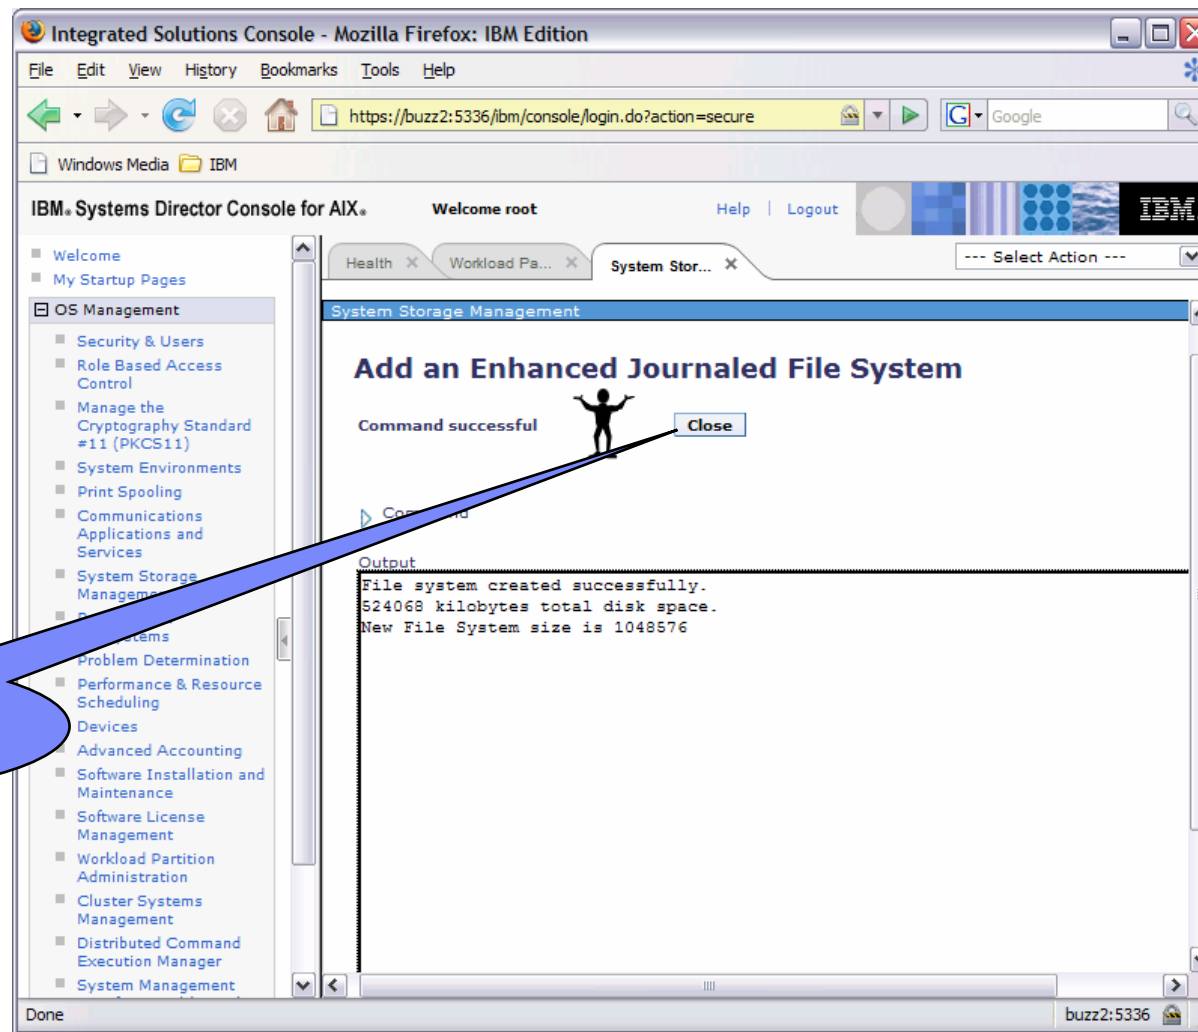 Integrated Solutions Console - Mozilla Firefox: IBM Edition
File Edit View History Bookmarks Tools Help
https://buzz2:5336/ibm/console/login.do?action=secure
G Google
Windows Media IBM
IBM® Systems Director Console for AIX®
Welcome root
Help | Logout
IBM
Welcome
My Startup Pages
OS Management
Security & Users
Role Based Access
Control
Manage the
Cryptography Standard
#11 (PKCS11)
System Environments
Print Spooling
Communications
Applications and
Services
System Storage
Problem Determination
Performance & Resource
Scheduling
Devices
Advanced Accounting
Software Installation and
Maintenance
Software License
Management
Workload Partition
Administration
Cluster Systems
Management
Distributed Command
Execution Manager
System Management
Health
Workload Pa...
System Stor...
--- Select Action ---
System Storage Management
Add an Enhanced Journaled File System
Command successful
Close
Output
File system created successfully.
524068 kilobytes total disk space.
New File System size is 1048576
Done
buzz2:5336